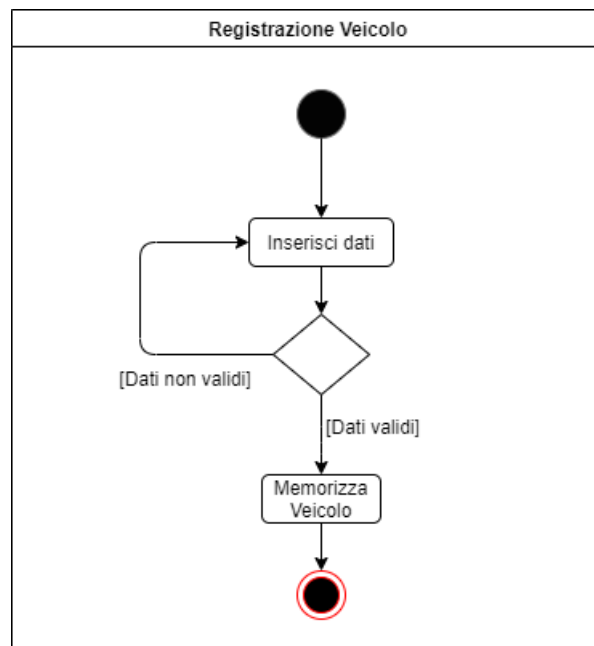 Registrazione Veicolo
Inserisci dati
[Dati non validi]
[Dati validi]
Memorizza
Veicolo